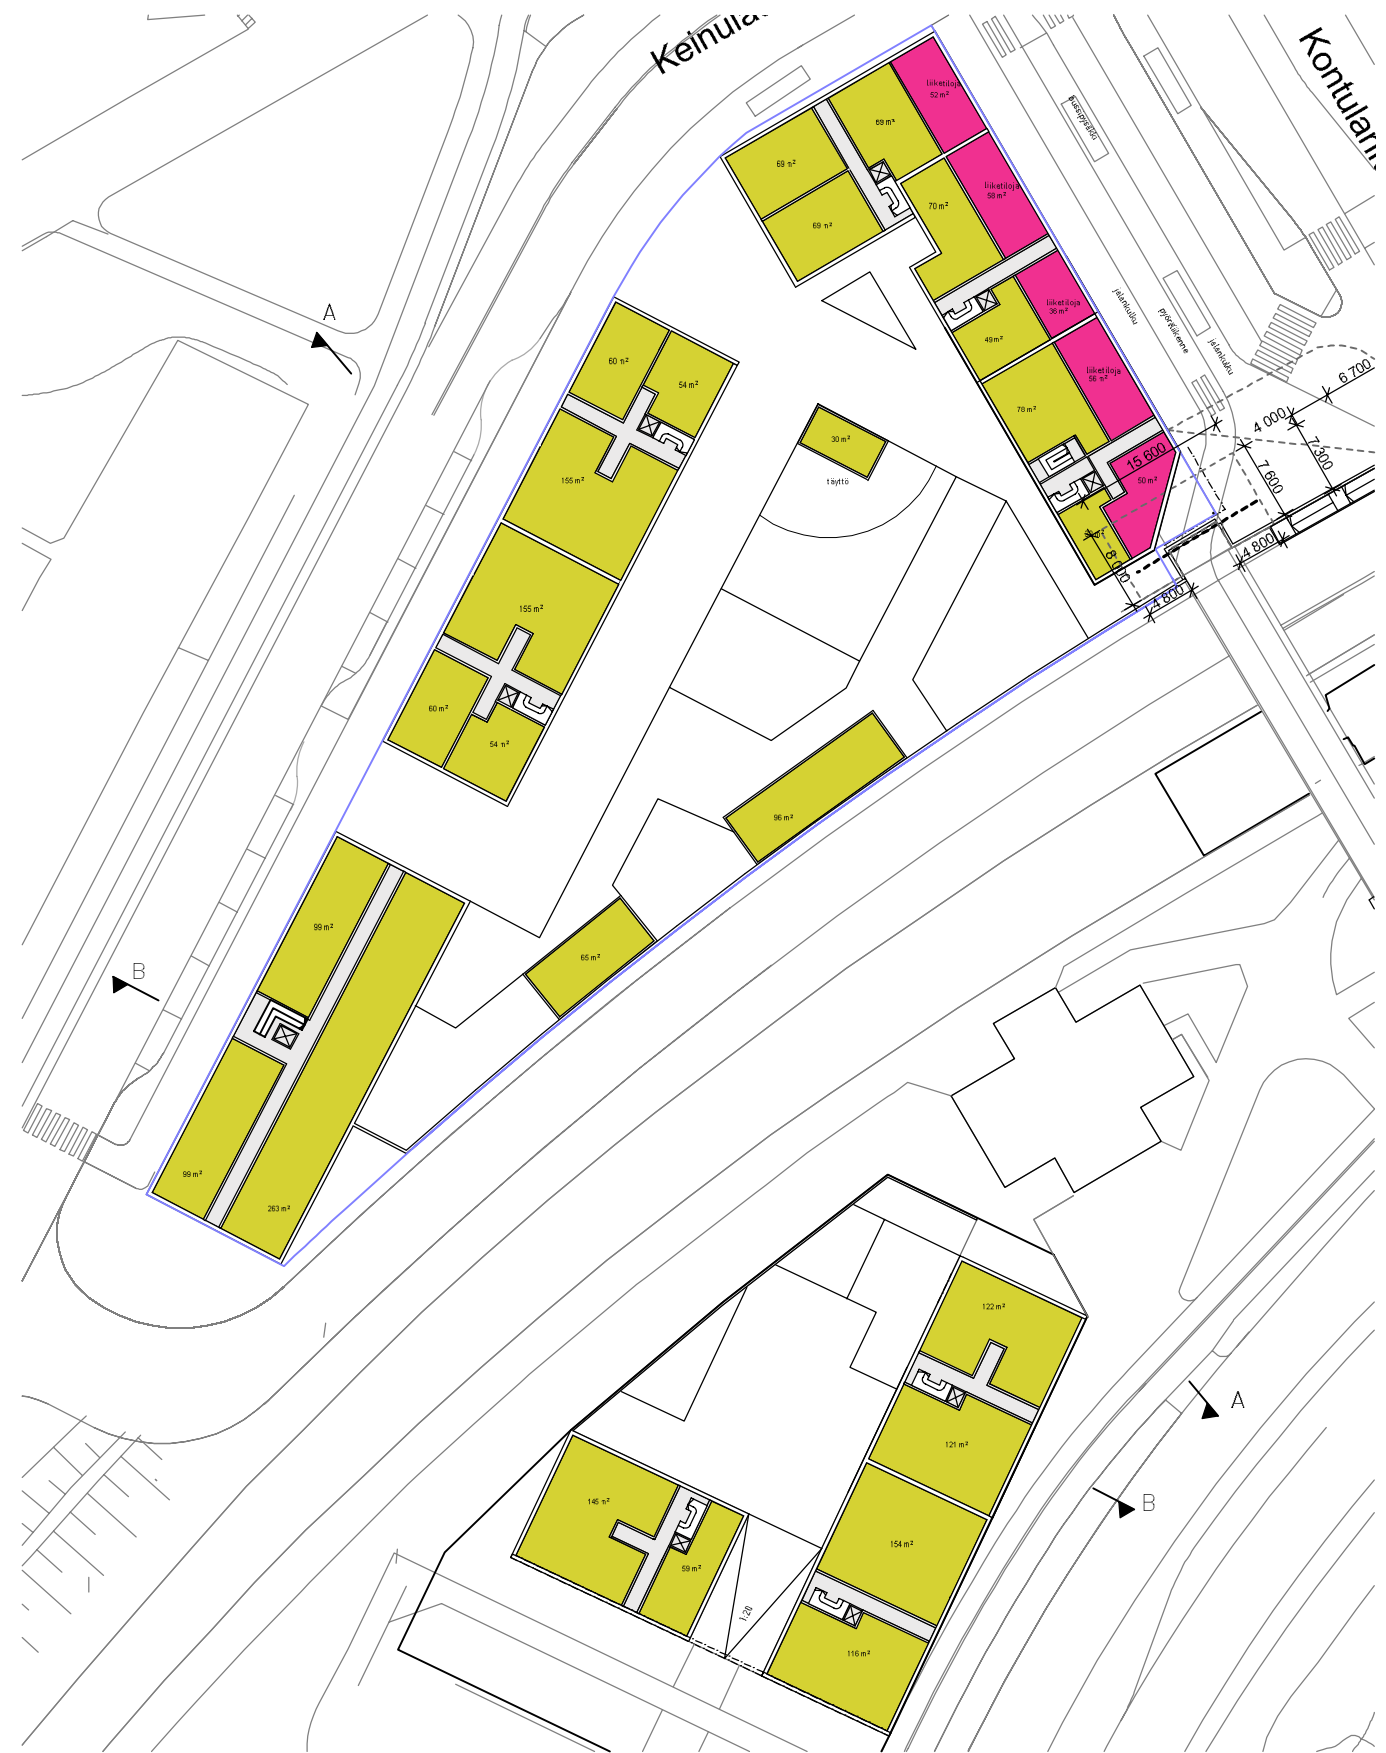 Keinula
Kontulan
liiketiloja
52 m²
69 m²
bussipysäkki
69 m²
liiketiloja
58 m²
70 m²
69 m²
jalankulku
pyöräliikenne
jalankulku
liiketiloja
36 m²
49 m²
A
60 m²
54 m²
liiketiloja
56 m²
6 700
78 m²
4 000
7 300
30 m²
täyttö
15 600
50 m²
7 600
155 m²
8 000
4 800
4 800
155 m²
60 m²
54 m²
96 m²
99 m²
65 m²
B
99 m²
263 m²
122 m²
A
121 m²
B
145 m²
154 m²
59 m²
1:20
116 m²